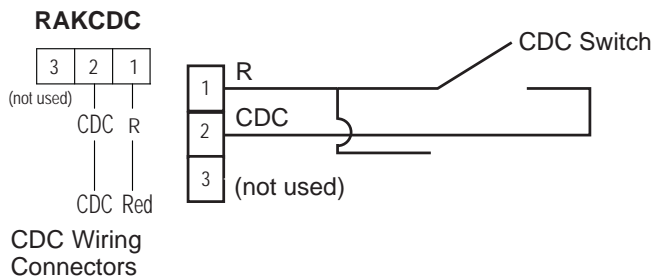 RAKCDC
3 2 1
(not used)
CDC R
CDC Red
CDC Wiring
Connectors
CDC Switch
1 R
2 CDC
3 (not used)